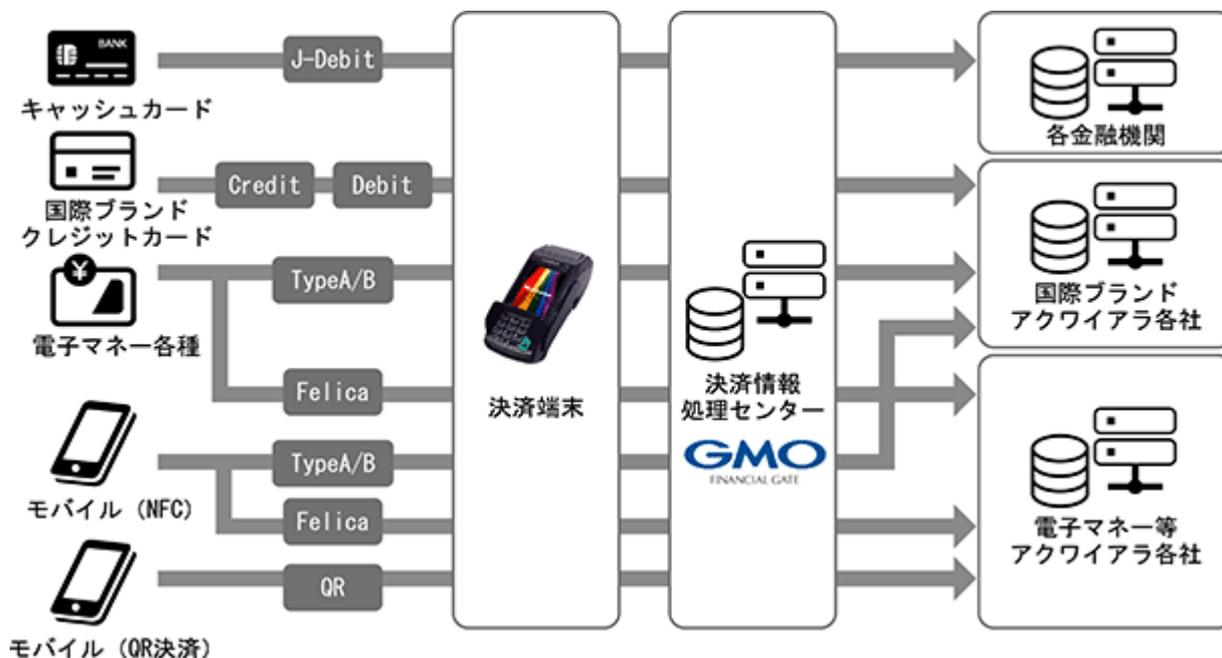 BANK
キャッシュカード
J-Debit
国際ブランド
クレジットカード
Credit
Debit
¥
電子マネー各種
TypeA/B
Felica
モバイル (NFC)
TypeA/B
Felica
モバイル (QR決済)
QR
決済端末
決済情報
処理センター
GMO
FINANCIAL GATE
各金融機関
国際ブランド
アクワイアラ各社
電子マネー等
アクワイアラ各社